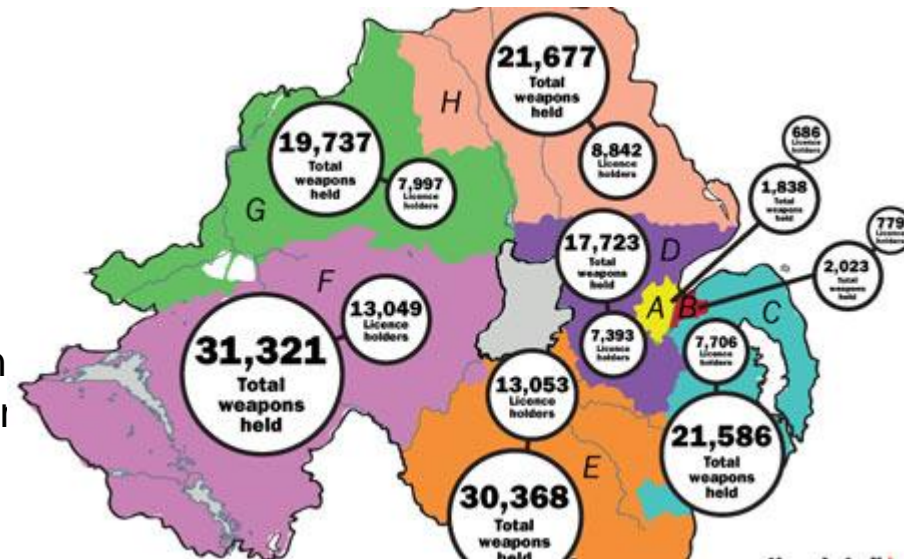 21,677
Total
weapons
held
H
8,842
Licence
holders
19,737
Total
weapons
held
7,997
Licence
holders
G
686
Licence
holders
1,838
Total
weapons
held
779
Licence
holders
2,023
Total
weapons
held
17,723
Total
weapons
held
D
A
B
C
7,393
Licence
holders
7,706
Licence
holders
F
13,049
Licence
holders
31,321
Total
weapons
held
13,053
Licence
holders
21,586
Total
weapons
held
E
30,368
Total
weapons
held